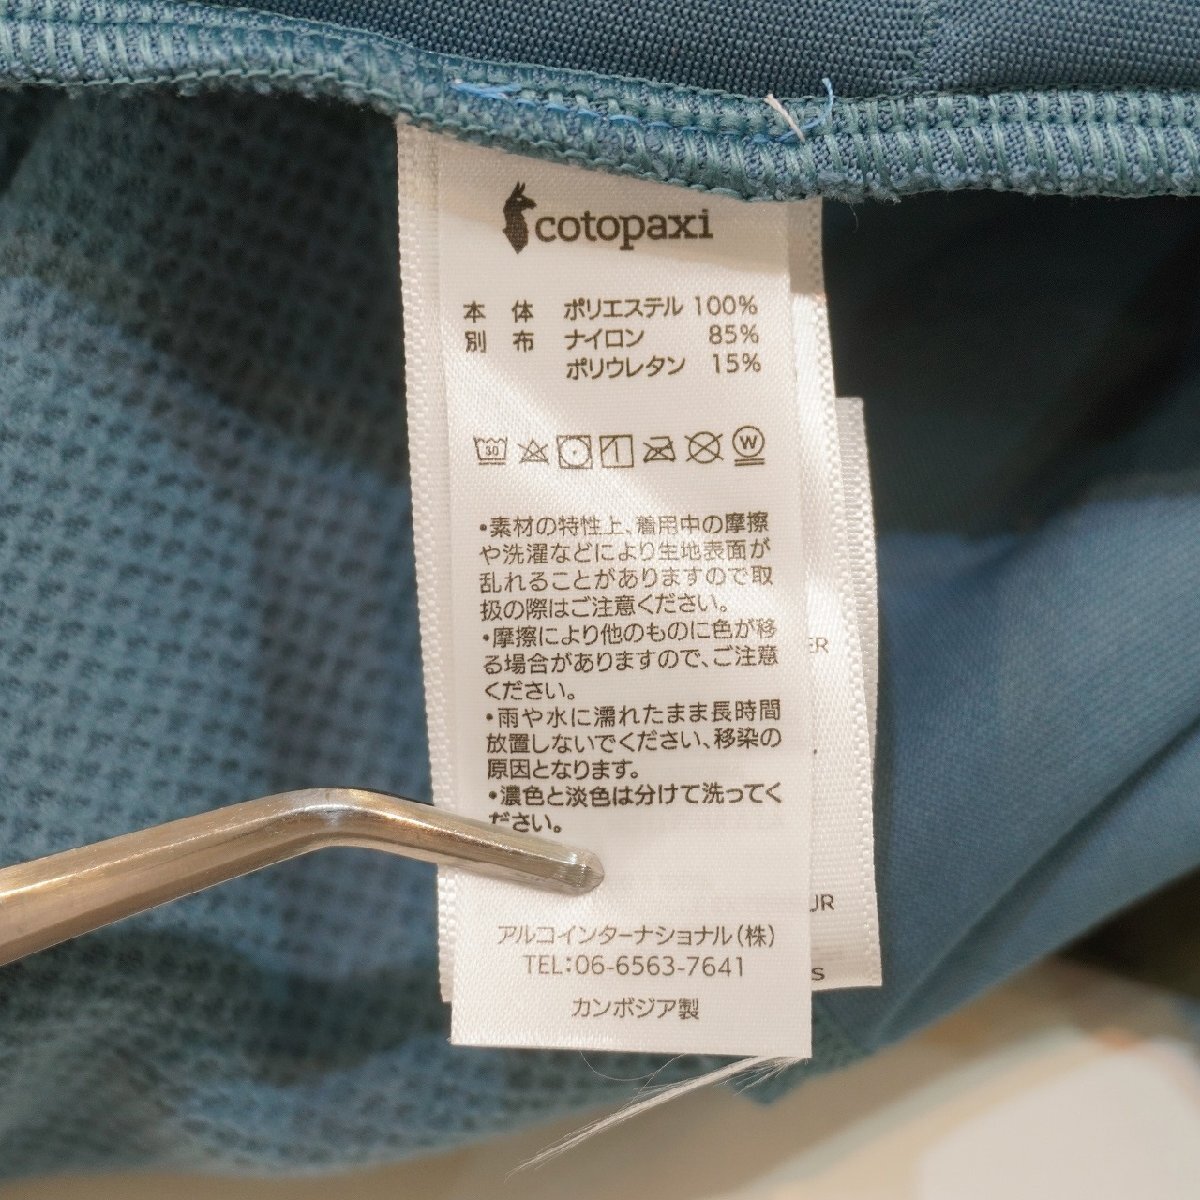 cotopaxi
本 体 ポリエステル 100%
別 布 ナイロン 85%
ポリウレタン 15%
30 W
・素材の特性上、着用中の摩擦
や洗濯などにより生地表面が
乱れることがありますので取
扱の際はご注意ください。
・摩擦により他のものに色が移
る場合がありますので、ご注意
ください。
・雨や水に濡れたまま長時間
放置しないでください、移染の
原因となります。
・濃色と淡色は分けて洗ってく
ださい。
アルコインターナショナル(株)
TEL:06-6563-7641
カンボジア製
ER
UR
S